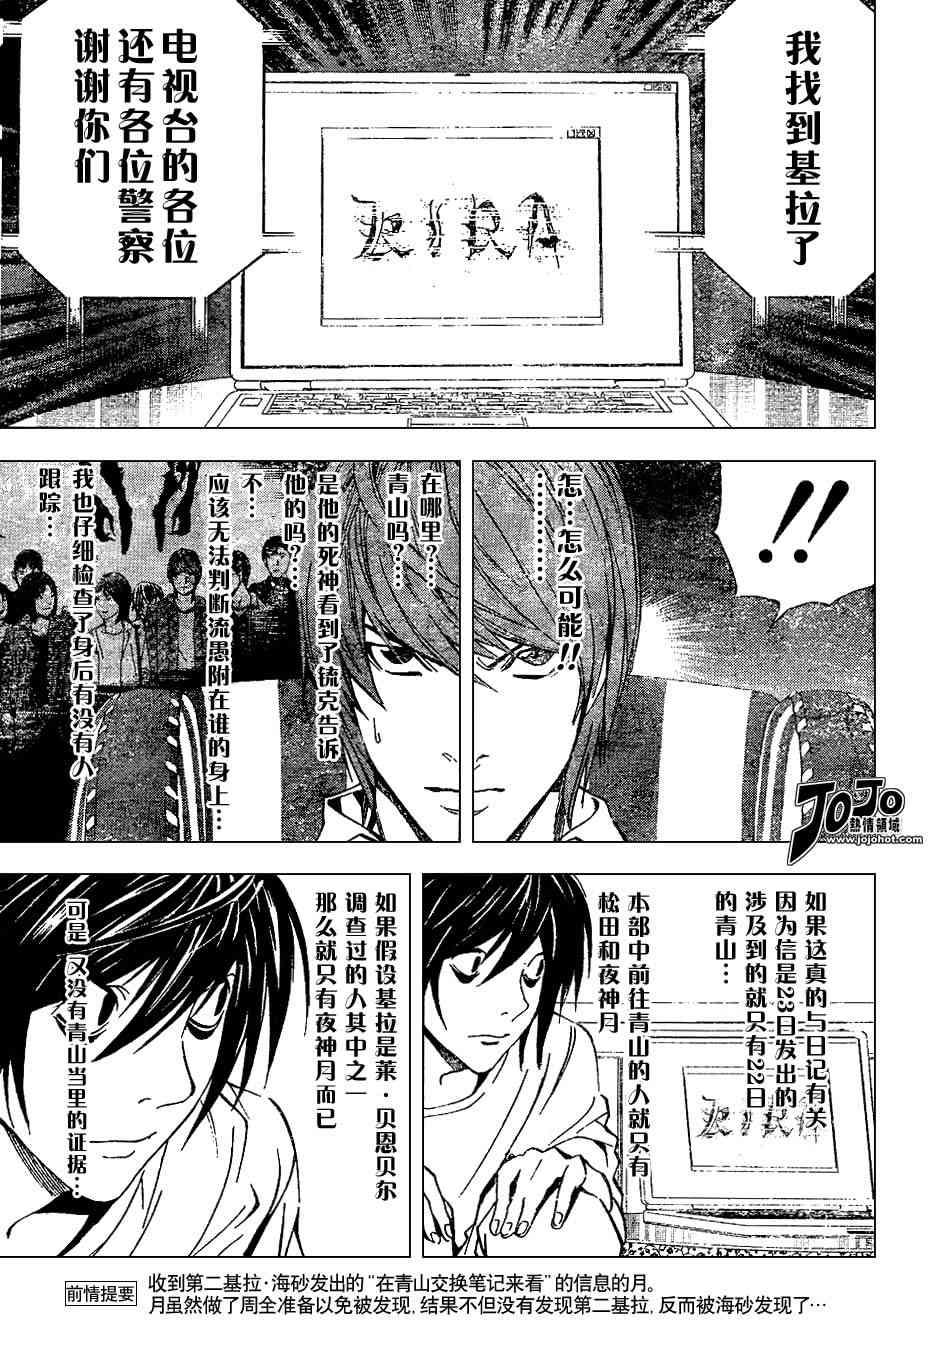 我找到基拉了
KIRA
电视台的各位
还有各位警察
谢谢你们
!!
怎…怎么可能!!
………
在哪里?…
青山吗?…
是他的死神看到了琉克告诉
他的吗?…
不…
应该无法判断流愚附在谁的身上…
我也仔细检查了身后有没有人
跟踪…
JOJO
熱情領域
www.jojohot.com
如果这真的与日记有关
因为信是23日发出的
涉及到的就只有22日
的青山…
本部中前往青山的人就只有
松田和夜神月
KIRA
如果假设基拉是莱·贝恩贝尔
调查过的人其中之一
那么就只有夜神月而已
可是 又没有青山当里的证据…
前情提要
收到第二基拉·海砂发出的“在青山交换笔记来看”的信息的月.
月虽然做了周全准备以免被发现,结果不但没有发现第二基拉,反而被海砂发现了…